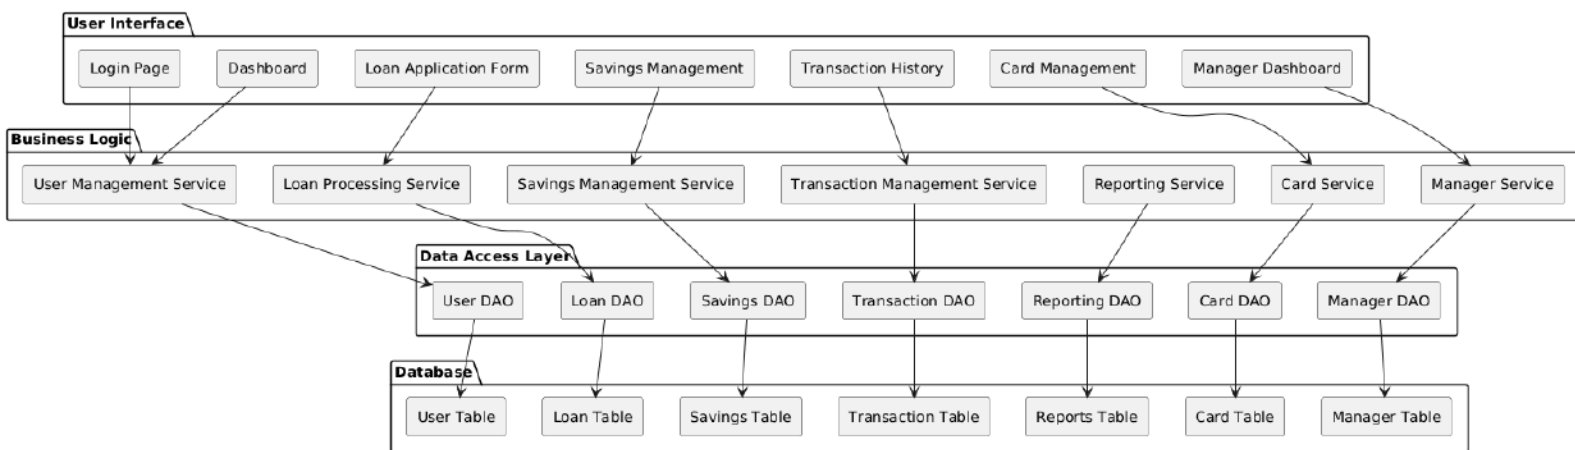 User Interface
Login Page
Dashboard
Loan Application Form
Savings Management
Transaction History
Card Management
Manager Dashboard
Business Logic
User Management Service
Loan Processing Service
Savings Management Service
Transaction Management Service
Reporting Service
Card Service
Manager Service
Data Access Layer
User DAO
Loan DAO
Savings DAO
Transaction DAO
Reporting DAO
Card DAO
Manager DAO
Database
User Table
Loan Table
Savings Table
Transaction Table
Reports Table
Card Table
Manager Table